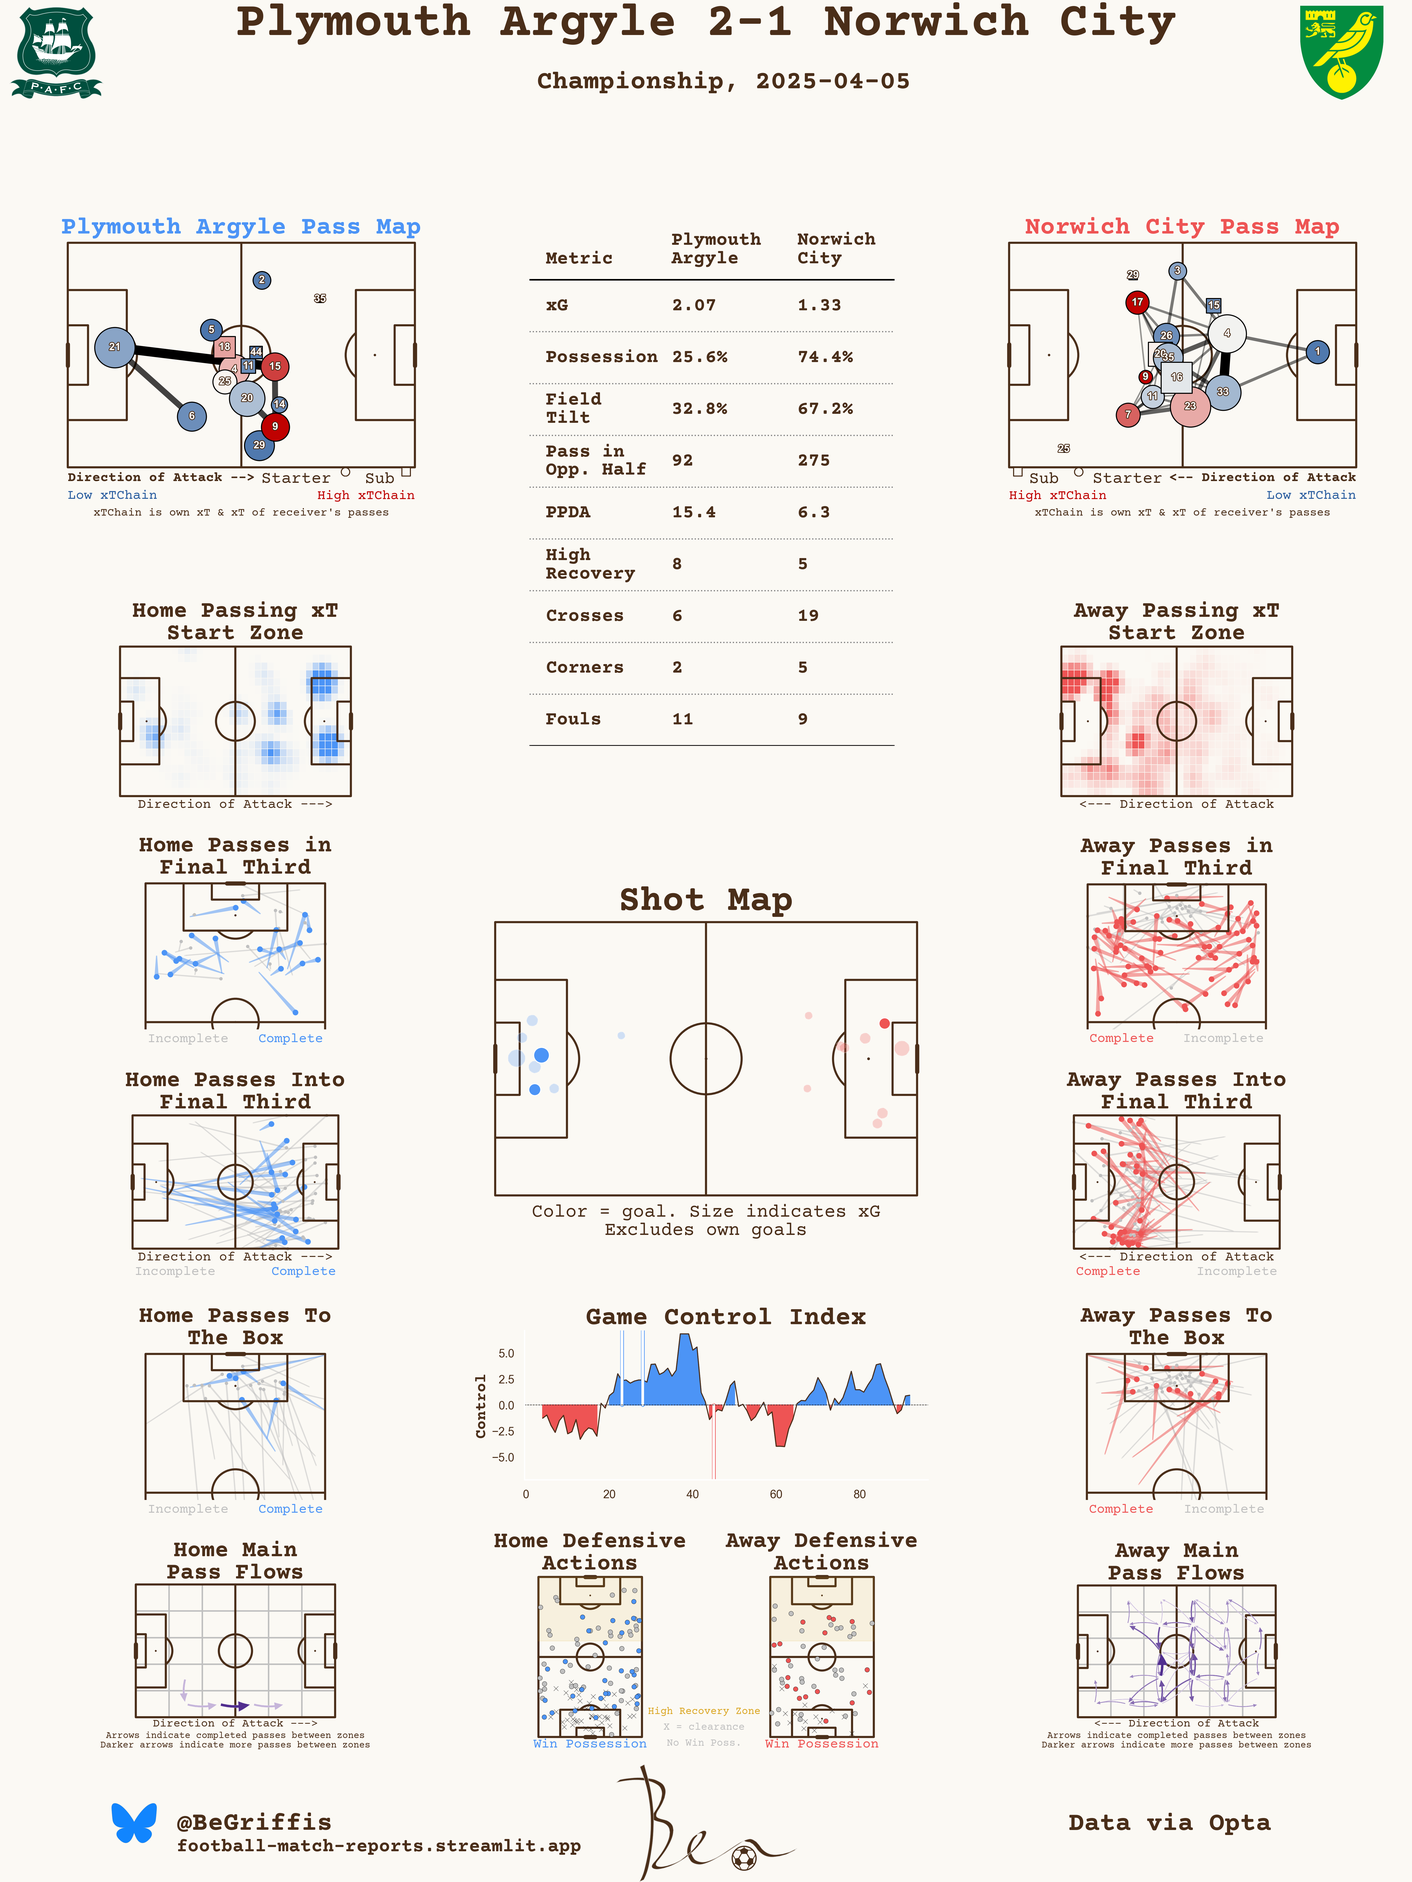 Plymouth Argyle 2-1 Norwich City
Championship, 2025-04-05
P·A·F·C
Plymouth Argyle Pass Map
2
35
5
21
18
44
4
11
15
25
20
14
6
9
29
Direction of Attack --> Starter Sub
Low xTChain High xTChain
xTChain is own xT & xT of receiver's passes
Metric Plymouth Argyle Norwich City
xG 2.07 1.33
Possession 25.6% 74.4%
Field Tilt 32.8% 67.2%
Pass in Opp. Half 92 275
PPDA 15.4 6.3
High Recovery 8 5
Crosses 6 19
Corners 2 5
Fouls 11 9
Norwich City Pass Map
3
29
17
15
26
4
35
1
9
16
33
11
23
7
25
Sub Starter <-- Direction of Attack
High xTChain Low xTChain
xTChain is own xT & xT of receiver's passes
Home Passing xT
Start Zone
Direction of Attack --->
Away Passing xT
Start Zone
<--- Direction of Attack
Home Passes in
Final Third
Incomplete Complete
Away Passes in
Final Third
Complete Incomplete
Shot Map
Color = goal. Size indicates xG
Excludes own goals
Home Passes Into
Final Third
Direction of Attack --->
Incomplete Complete
Away Passes Into
Final Third
<--- Direction of Attack
Complete Incomplete
Home Passes To
The Box
Incomplete Complete
Game Control Index
Control
5.0
2.5
0.0
−2.5
−5.0
0 20 40 60 80
Away Passes To
The Box
Complete Incomplete
Home Main
Pass Flows
Direction of Attack --->
Arrows indicate completed passes between zones
Darker arrows indicate more passes between zones
Home Defensive
Actions
Win Possession
Away Defensive
Actions
Win Possession
High Recovery Zone
X = clearance
No Win Poss.
Away Main
Pass Flows
<--- Direction of Attack
Arrows indicate completed passes between zones
Darker arrows indicate more passes between zones
@BeGriffis
football-match-reports.streamlit.app
Ben
Data via Opta